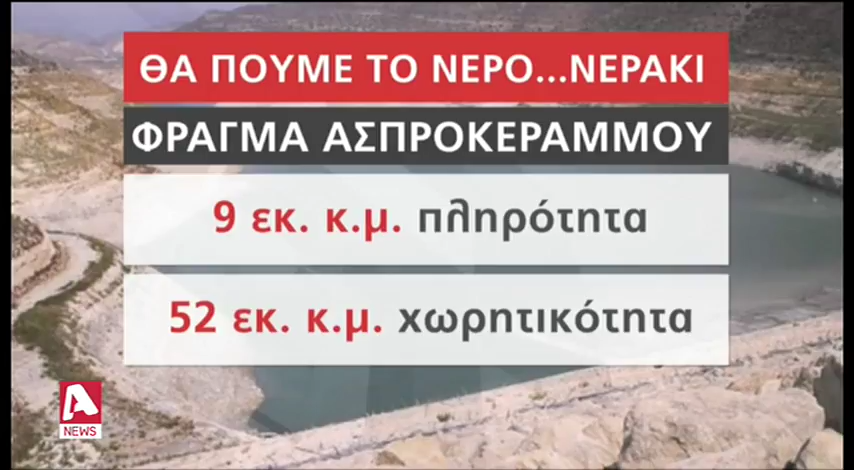 ΘΑ ΠΟΥΜΕ ΤΟ ΝΕΡΟ...ΝΕΡΑΚΙ
ΦΡΑΓΜΑ ΑΣΠΡΟΚΕΡΑΜΜΟΥ
9 εκ. κ.μ. πληρότητα
52 εκ. κ.μ. χωρητικότητα
A
NEWS